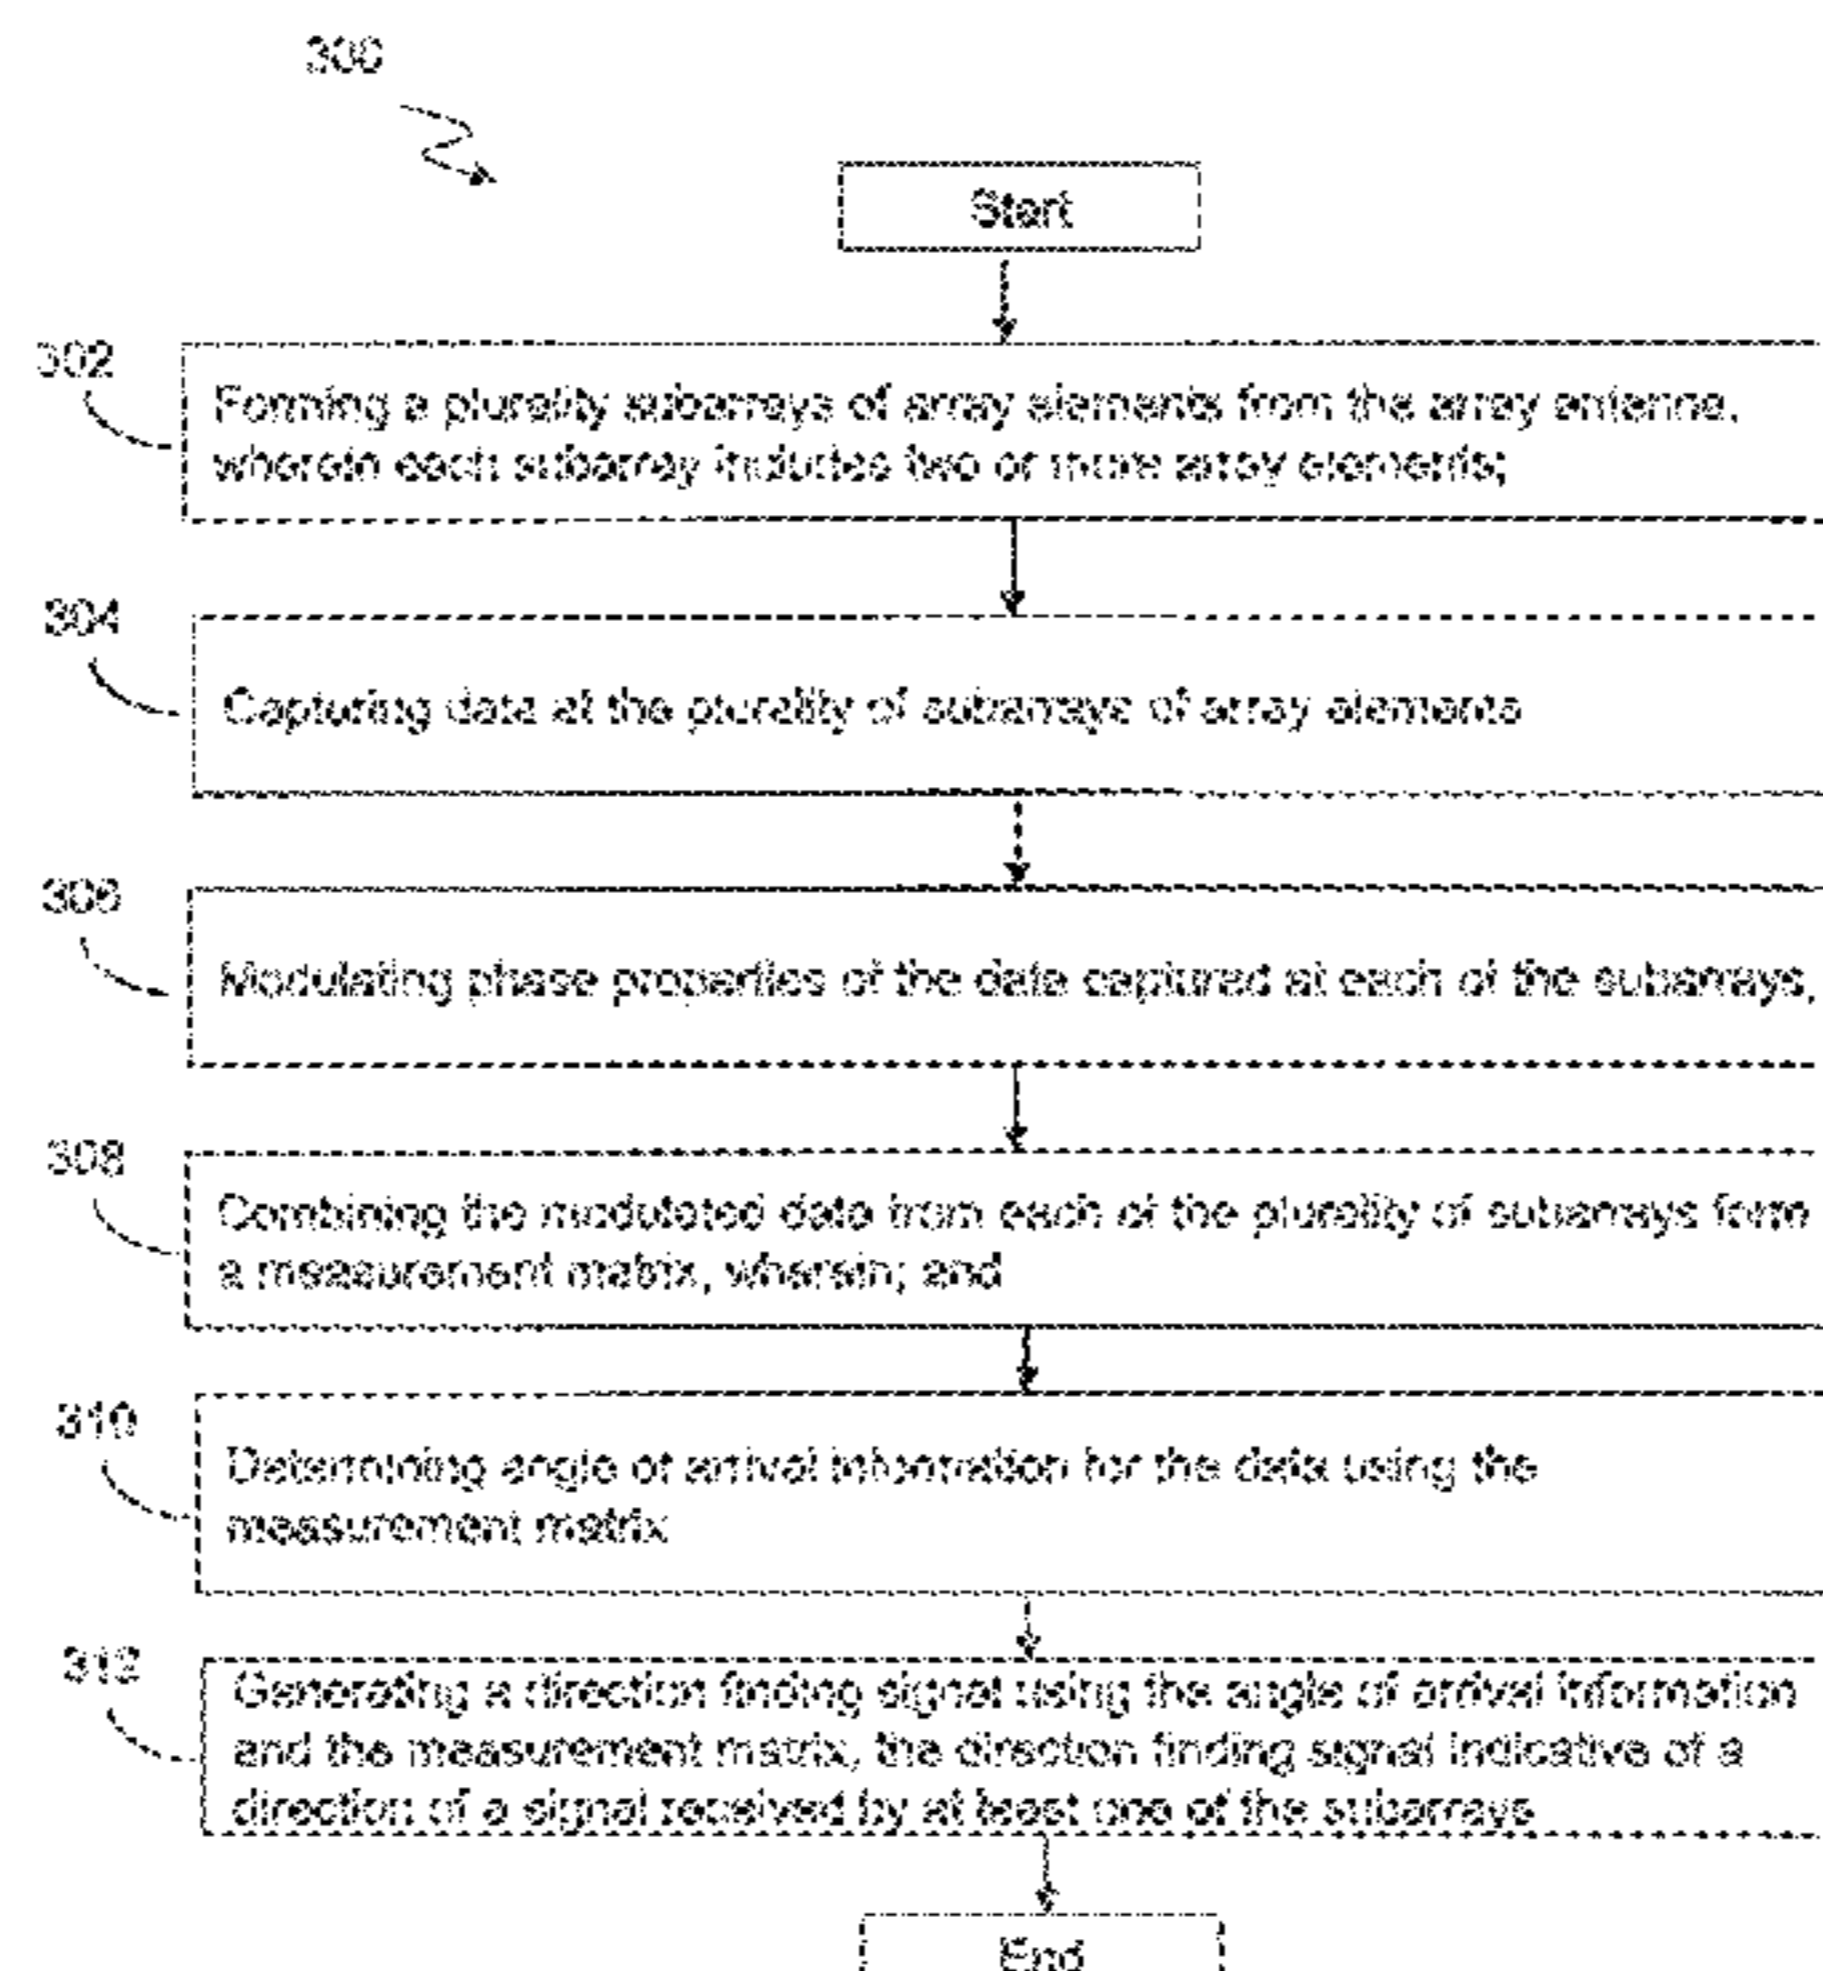 300
Start
302
Forming a plurality subarrays of array elements from the array antenna,
wherein each subarray includes two or more array elements;
304
Capturing data at the plurality of subarrays of array elements
306
Modulating phase properties of the data captured at each of the subarrays,
308
Combining the modulated data from each of the plurality of subarrays form
a measurement matrix, wherein; and
310
Determining angle of arrival information for the data using the
measurement matrix
312
Generating a direction finding signal using the angle of arrival information
and the measurement matrix, the direction finding signal indicative of a
direction of a signal received by at least one of the subarrays
End